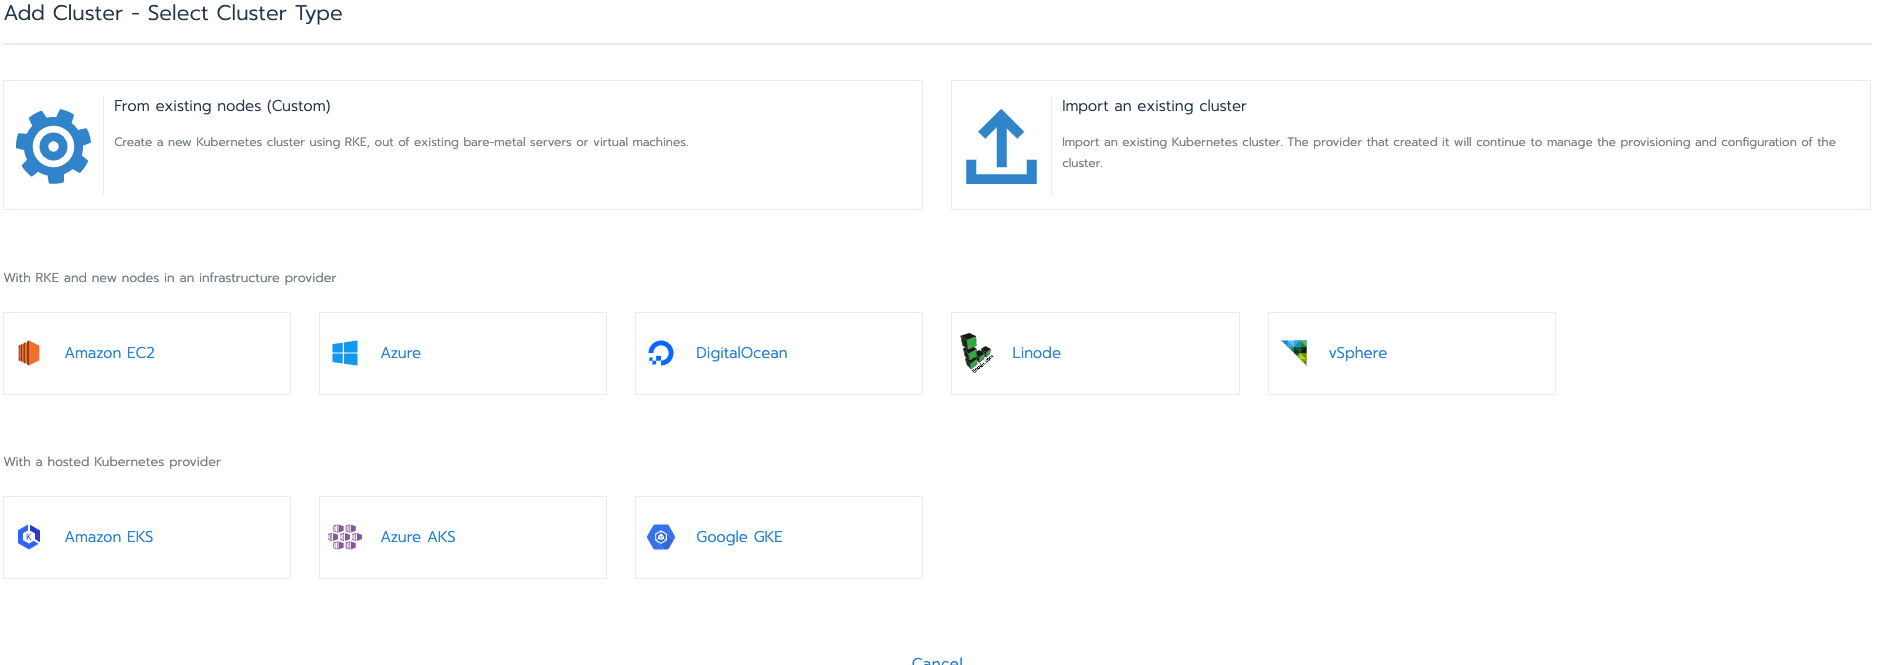 Add Cluster - Select Cluster Type
From existing nodes (Custom)
Create a new Kubernetes cluster using RKE, out of existing bare-metal servers or virtual machines.
Import an existing cluster
Import an existing Kubernetes cluster. The provider that created it will continue to manage the provisioning and configuration of the
cluster.
With RKE and new nodes in an infrastructure provider
Amazon EC2
Azure
DigitalOcean
Linode
vSphere
With a hosted Kubernetes provider
Amazon EKS
Azure AKS
Google GKE
Cancel